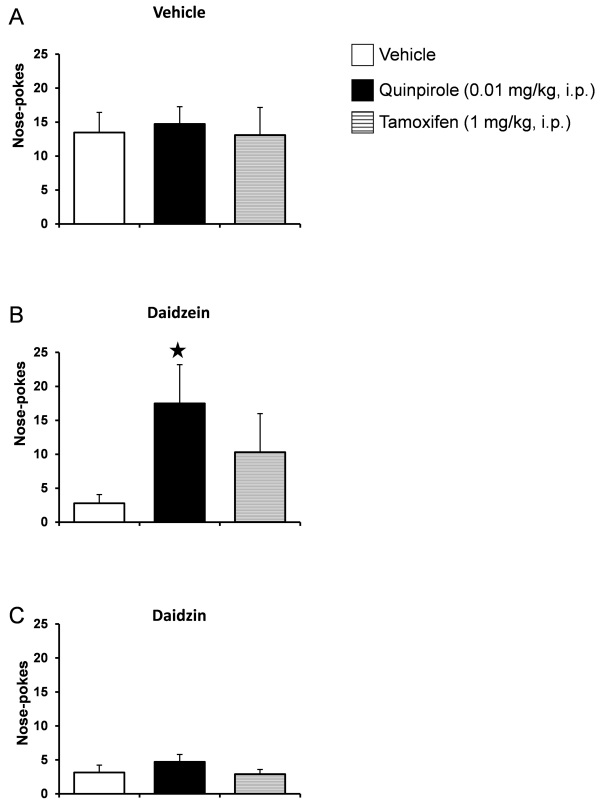 A
Vehicle
Nose-pokes
25
20
15
10
5
0
Vehicle
Quinpirole (0.01 mg/kg, i.p.)
Tamoxifen (1 mg/kg, i.p.)
B
Daidzein
Nose-pokes
25
20
15
10
5
0
C
Daidzin
Nose-pokes
25
20
15
10
5
0